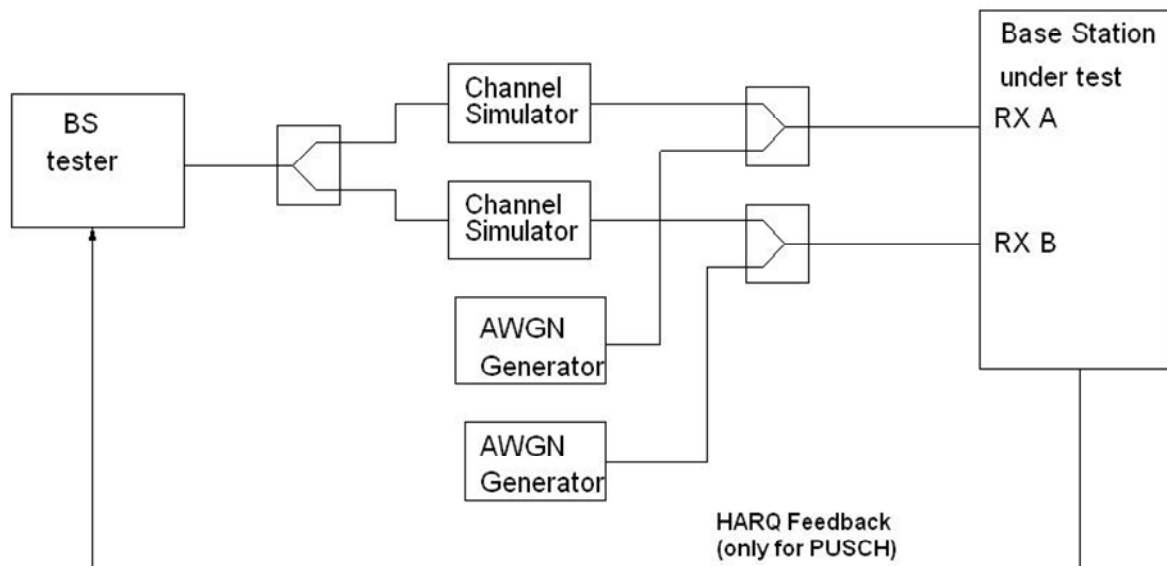 Base Station
under test
RX A
RX B
BS
tester
Channel
Simulator
Channel
Simulator
AWGN
Generator
AWGN
Generator
HARQ Feedback
(only for PUSCH)